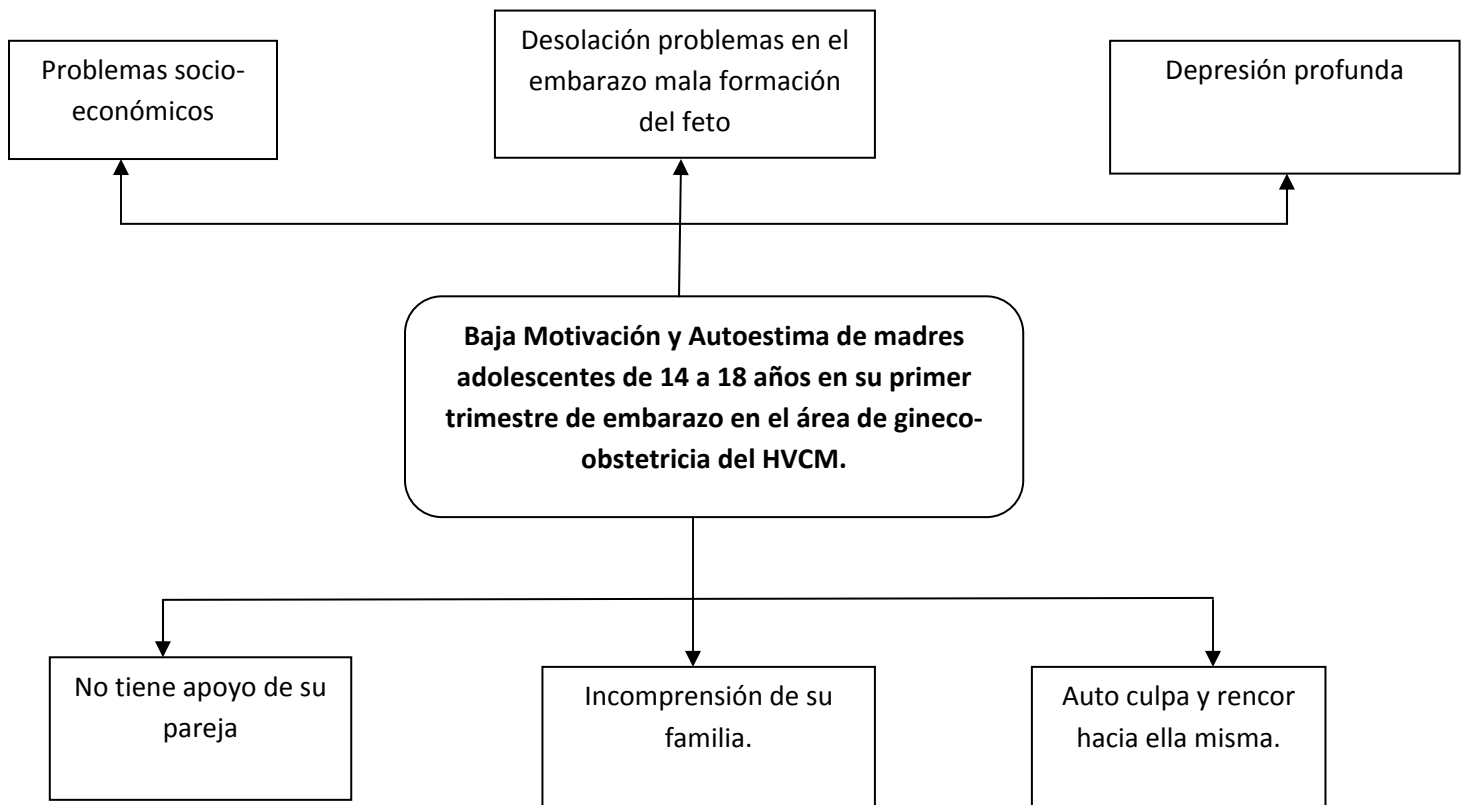 Problemas socio-
económicos
Desolación problemas en el
embarazo mala formación
del feto
Depresión profunda
Baja Motivación y Autoestima de madres
adolescentes de 14 a 18 años en su primer
trimestre de embarazo en el área de gineco-
obstetricia del HVCM.
No tiene apoyo de su
pareja
Incomprensión de su
familia.
Auto culpa y rencor
hacia ella misma.